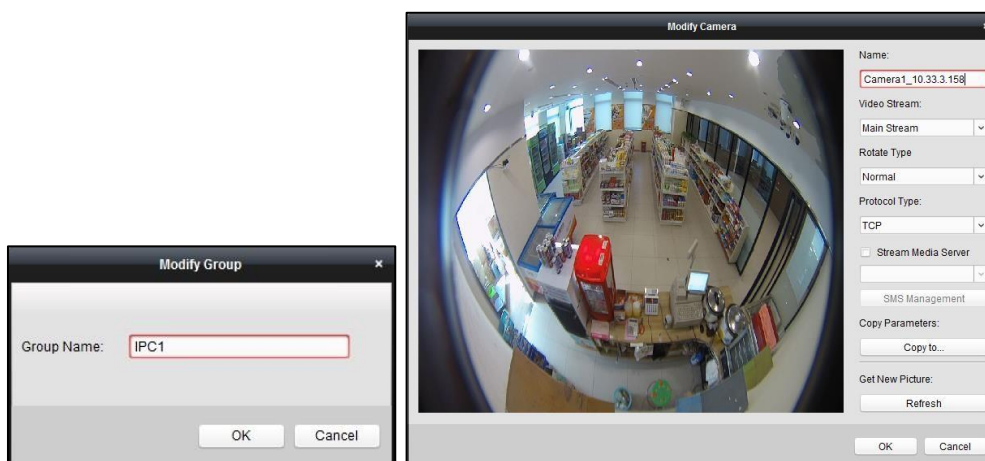 Modify Group
×
Group Name:
IPC1
OK
Cancel
Modify Camera
Name:
Camera1_10.33.3.158
Video Stream:
Main Stream
Rotate Type
Normal
Protocol Type:
TCP
Stream Media Server
SMS Management
Copy Parameters:
Copy to...
Get New Picture:
Refresh
OK
Cancel